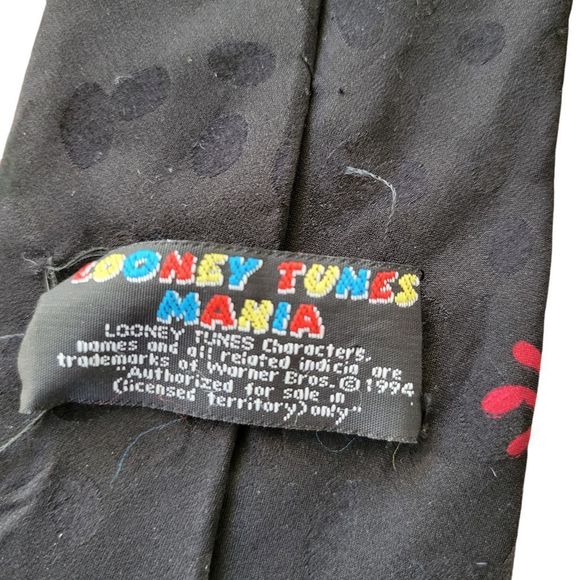 LOONEY TUNES
MANIA
LOONEY TUNES Characters,
names and all related indicia are
trademarks of Warner Bros. © 1994
"Authorized for sale in
(licensed territory) only"